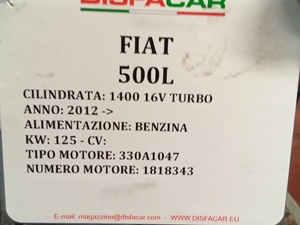 DISFACAR
FIAT
500L
CILINDRATA: 1400 16V TURBO
ANNO: 2012 ->
ALIMENTAZIONE: BENZINA
KW: 125 - CV:
TIPO MOTORE: 330A1047
NUMERO MOTORE: 1818343
E-mail. magazzino@disfacar.com - WWW.DISFACAR.EU